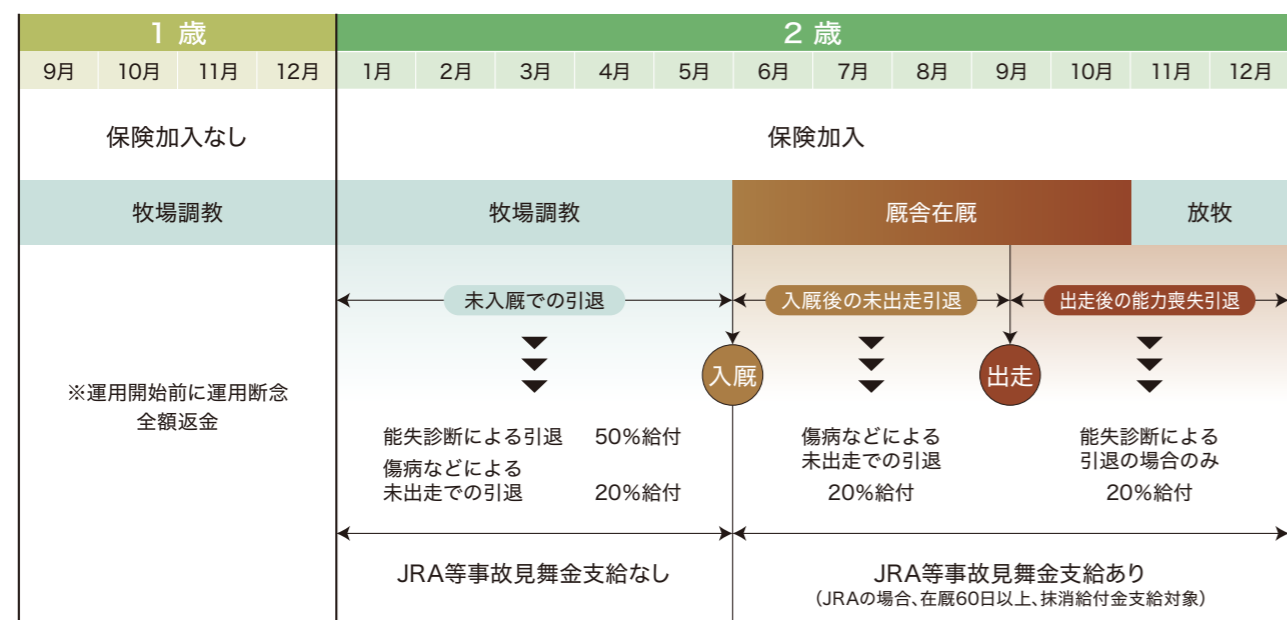 1 歳
2 歳
9月 10月 11月 12月 1月 2月 3月 4月 5月 6月 7月 8月 9月 10月 11月 12月
保険加入なし
保険加入
牧場調教
牧場調教
厩舎在厩
放牧
未入厩での引退
入厩後の未出走引退
出走後の能力喪失引退
入厩
出走
※運用開始前に運用断念
全額返金
能失診断による引退 50%給付
傷病などによる
未出走での引退 20%給付
傷病などによる
未出走での引退
20%給付
能失診断による
引退の場合のみ
20%給付
JRA等事故見舞金支給なし
JRA等事故見舞金支給あり
(JRAの場合、在厩60日以上、抹消給付金支給対象)